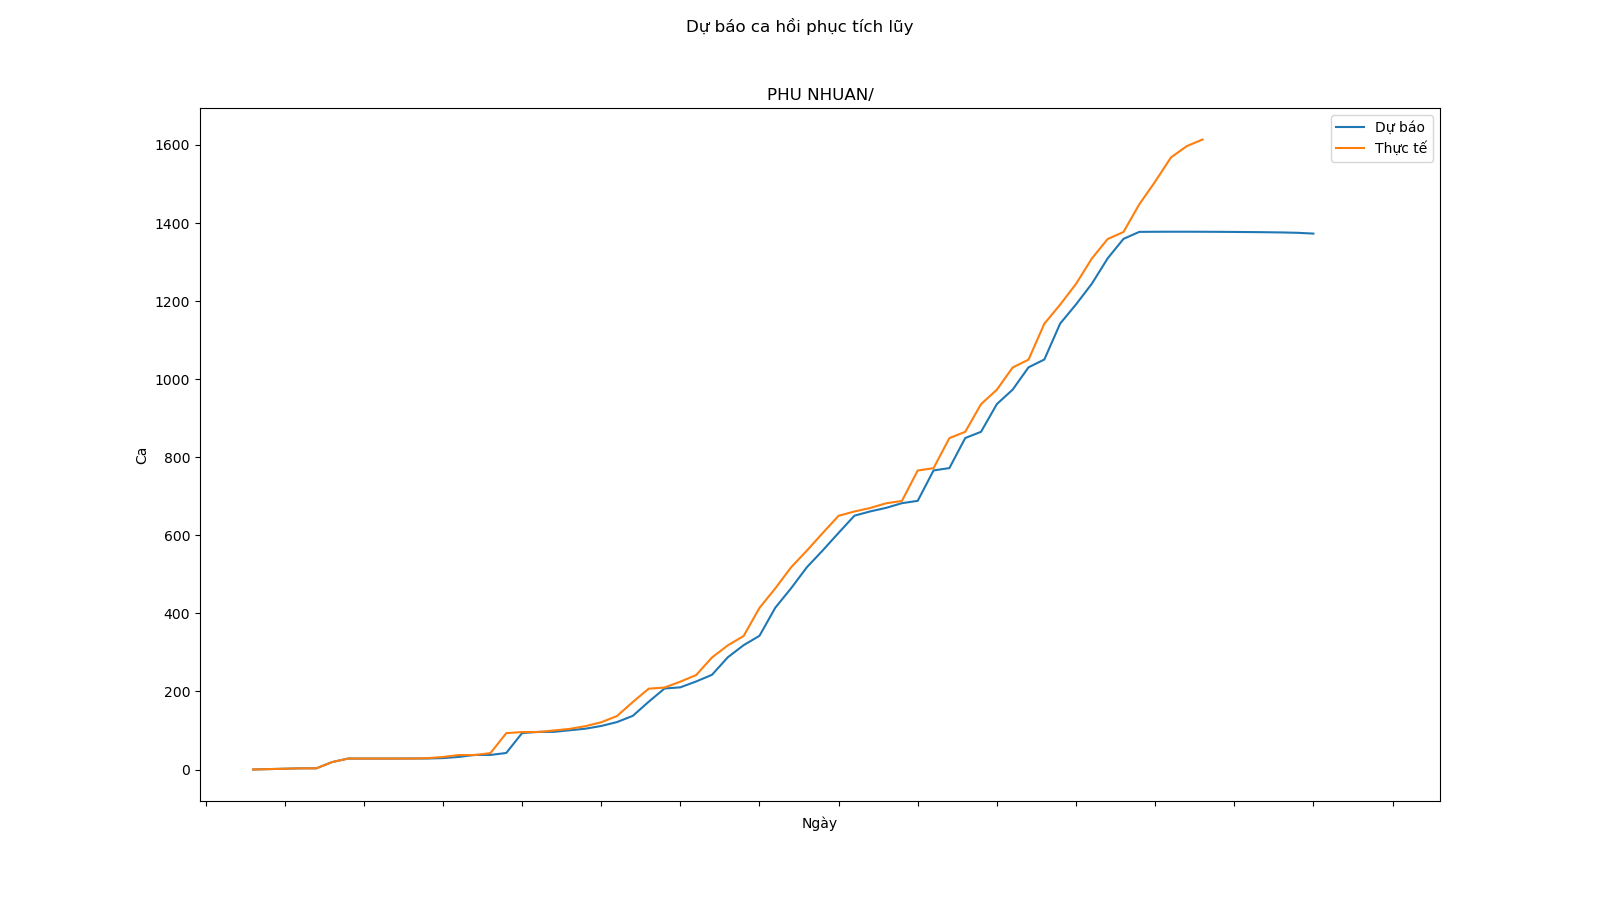 Dự báo ca hồi phục tích lũy
PHU NHUAN/
Dự báo
Thực tế
1600
1400
1200
1000
800
600
400
200
0
Ca
Ngày